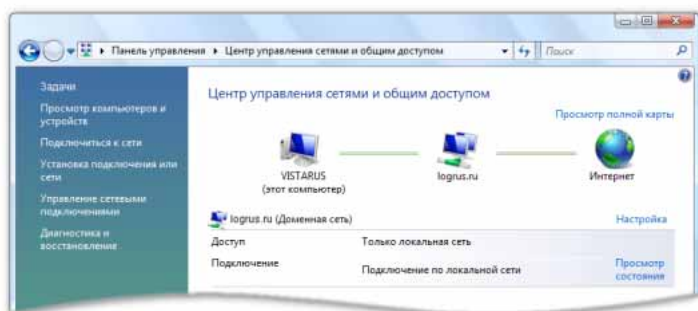 Панель управления ▸ Центр управления сетями и общим доступом
Поиск
Задачи
Просмотр компьютеров и
устройств
Подключиться к сети
Установка подключения или
сети
Управление сетевыми
подключениями
Диагностика и
восстановление
Центр управления сетями и общим доступом
Просмотр полной карты
VISTARUS
(этот компьютер)
logrus.ru
Интернет
logrus.ru (Доменная сеть)
Настройка
Доступ
Только локальная сеть
Подключение
Подключение по локальной сети
Просмотр
состояния